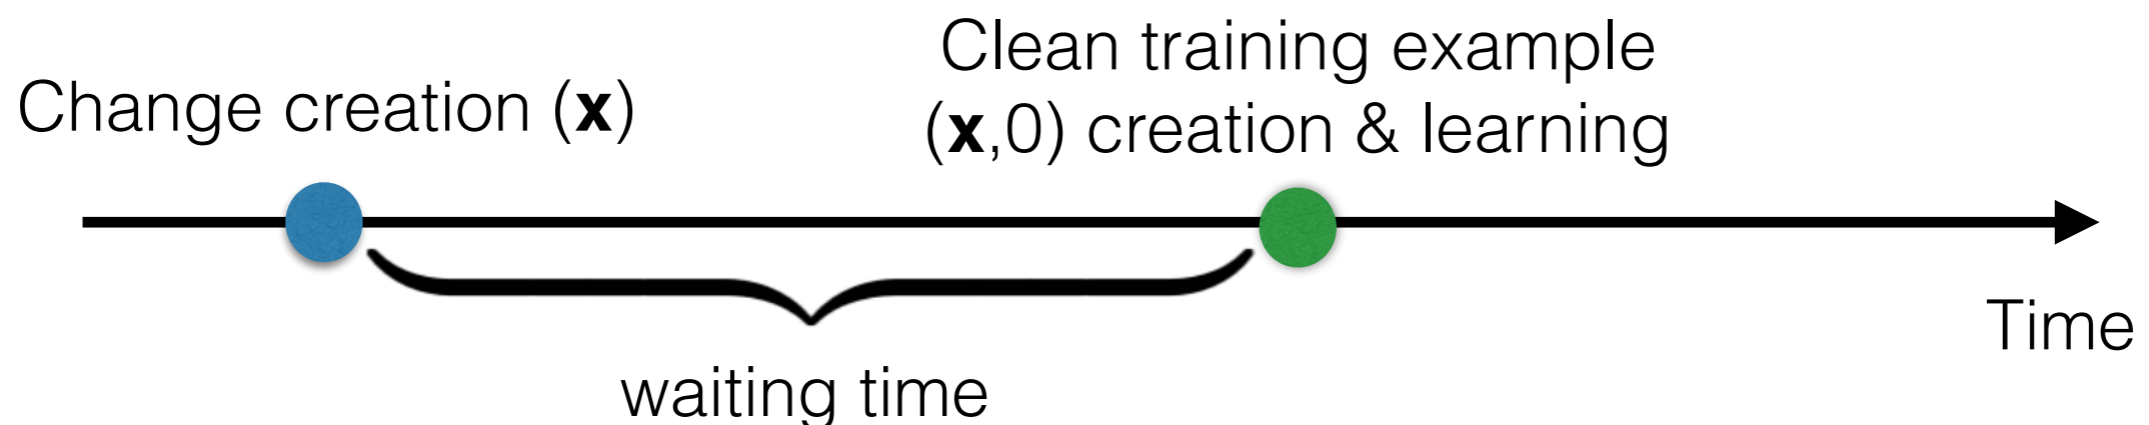 Change creation (x)
Clean training example
(x,0) creation & learning
Time
waiting time